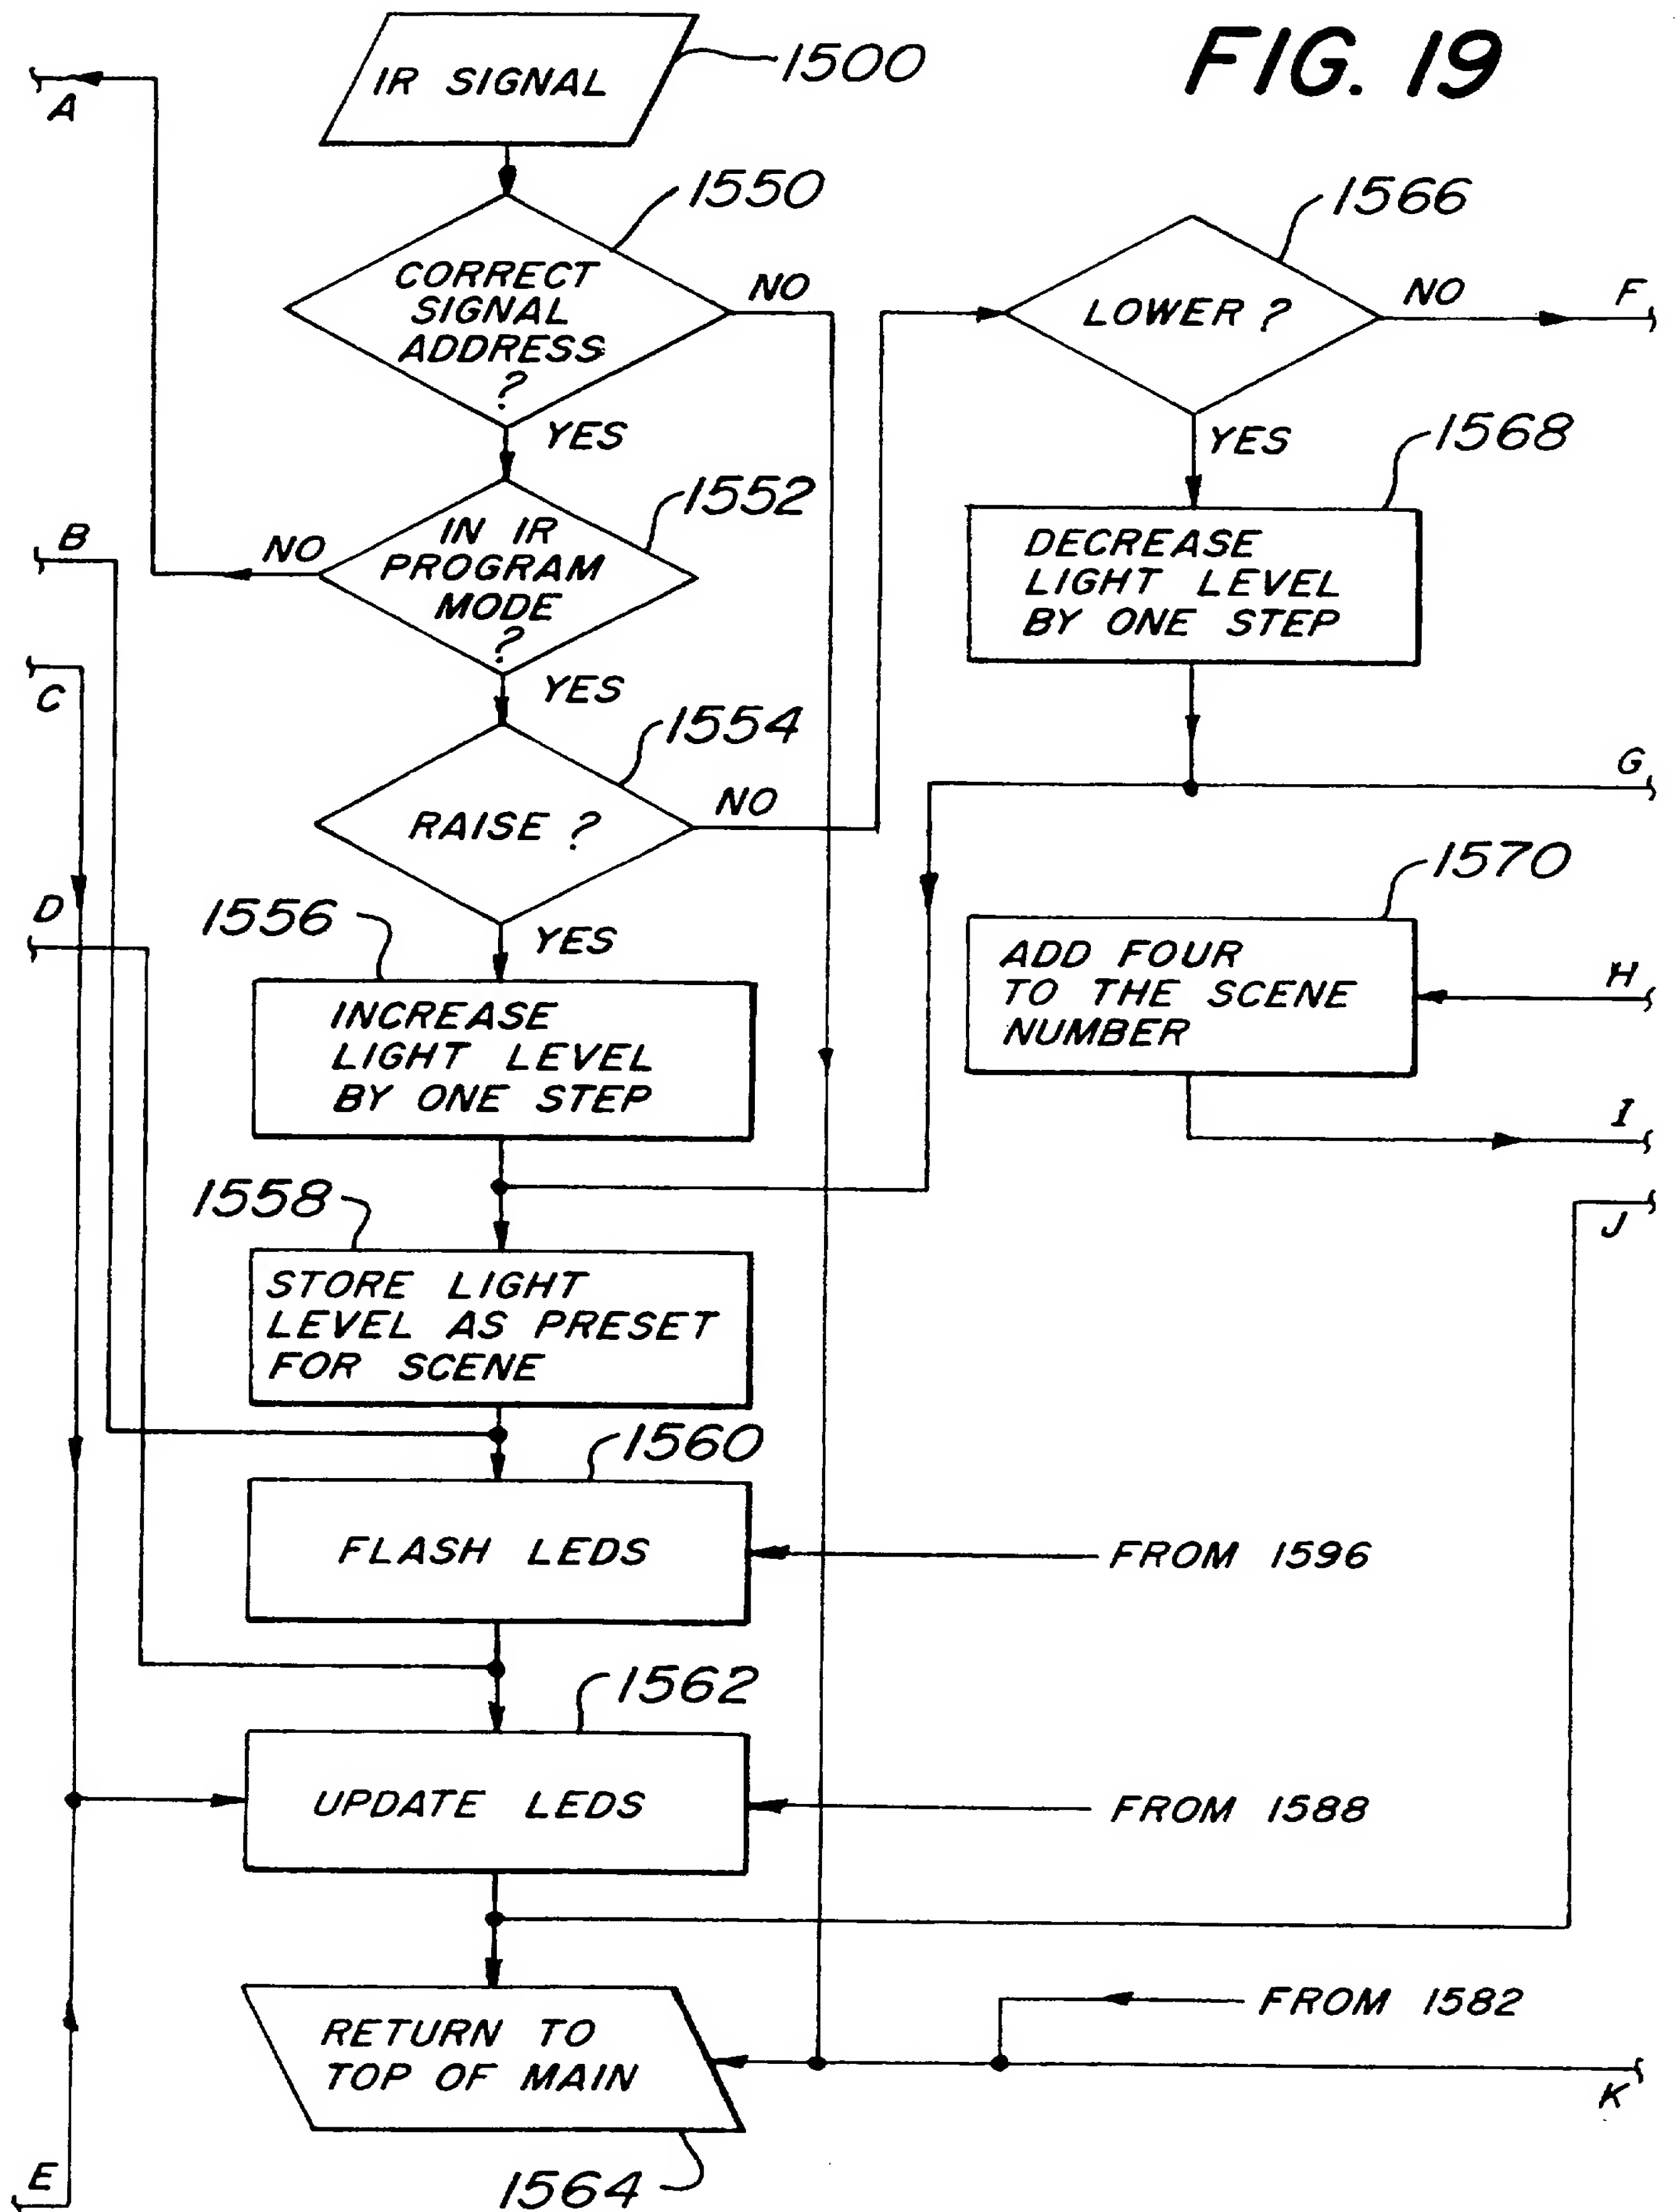 FIG. 19
IR SIGNAL
1500
A
1550
CORRECT
SIGNAL
ADDRESS
?
NO
YES
1552
IN IR
PROGRAM
MODE
?
NO
YES
B
C
1554
RAISE ?
NO
YES
D
1556
INCREASE
LIGHT LEVEL
BY ONE STEP
1558
STORE LIGHT
LEVEL AS PRESET
FOR SCENE
1560
FLASH LEDS
FROM 1596
1562
UPDATE LEDS
FROM 1588
RETURN TO
TOP OF MAIN
1564
E
1566
LOWER ?
NO
F
YES
1568
DECREASE
LIGHT LEVEL
BY ONE STEP
G
1570
ADD FOUR
TO THE SCENE
NUMBER
H
I
J
FROM 1582
K